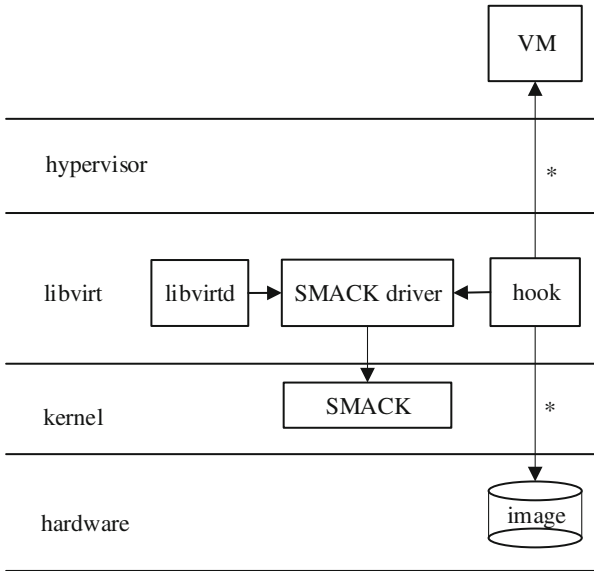 VM
hypervisor
*
libvirt
libvirtd
SMACK driver
hook
kernel
SMACK
*
hardware
image